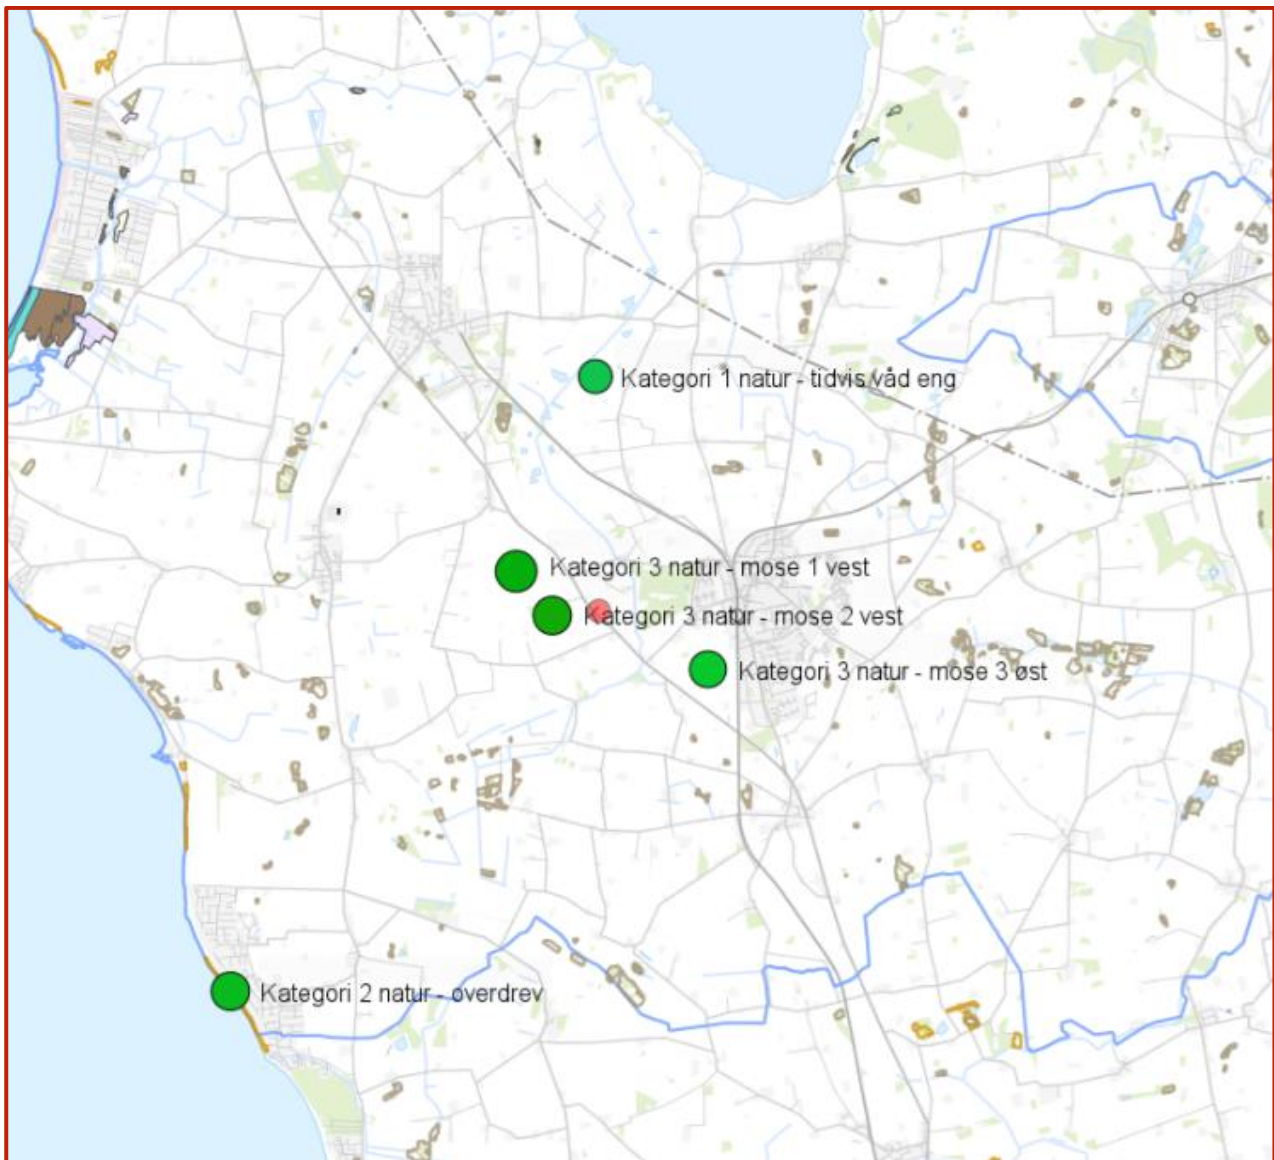 Kategori 1 natur - tidvis våd eng
Kategori 3 natur - mose 1 vest
Kategori 3 natur - mose 2 vest
Kategori 3 natur - mose 3 øst
Kategori 2 natur - overdrev